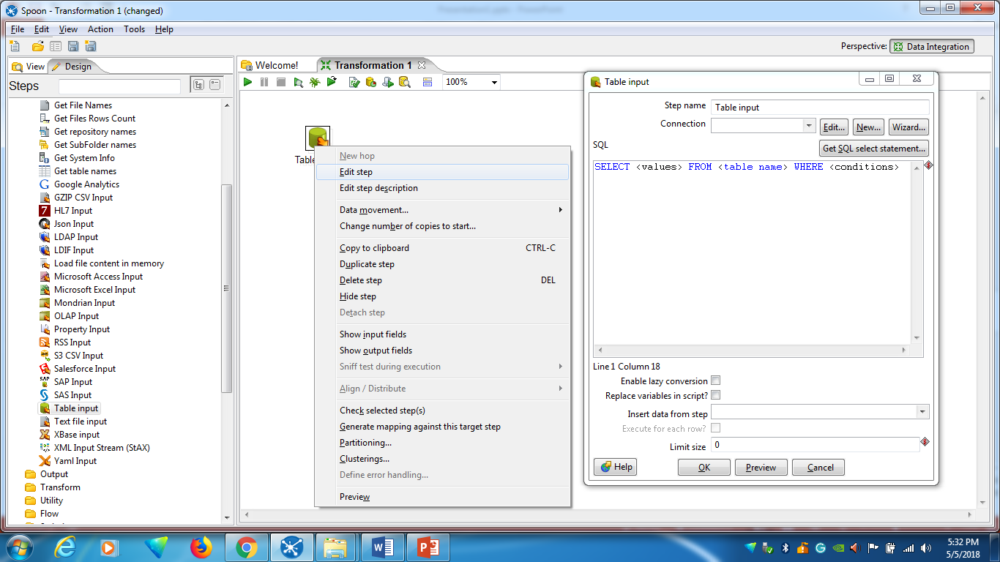 Spoon - Transformation 1 (changed)
File Edit View Action Tools Help
Perspective: Data Integration
View Design
Welcome! Transformation 1
Steps
100%
Get File Names
Get Files Rows Count
Get repository names
Get SubFolder names
Get System Info
Get table names
Google Analytics
GZIP CSV Input
7 HL7 Input
Json Input
LDAP Input
LDIF Input
Load file content in memory
Microsoft Access Input
Microsoft Excel Input
Mondrian Input
OLAP Input
Property Input
RSS Input
S3 CSV Input
Salesforce Input
SAP SAP Input
SAS Input
Table input
Text file input
XBase input
XML Input Stream (StAX)
Yaml Input
Output
Transform
Utility
Flow
Table
New hop
Edit step
Edit step description
Data movement...
Change number of copies to start...
Copy to clipboard CTRL-C
Duplicate step
Delete step DEL
Hide step
Detach step
Show input fields
Show output fields
Sniff test during execution
Align / Distribute
Check selected step(s)
Generate mapping against this target step
Partitioning...
Clusterings...
Define error handling...
Preview
Table input
Step name Table input
Connection Edit... New... Wizard...
SQL Get SQL select statement...
SELECT <values> FROM <table name> WHERE <conditions>
Line 1 Column 18
Enable lazy conversion
Replace variables in script?
Insert data from step
Execute for each row?
Limit size 0
Help OK Preview Cancel
5:32 PM
5/5/2018